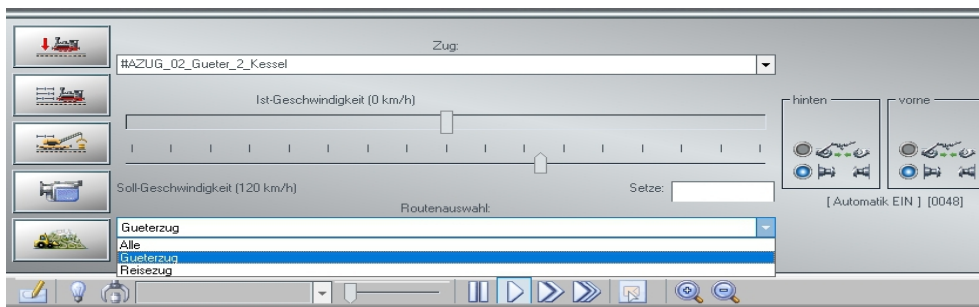 Zug:
#AZUG_02_Gueter_2_Kessel
Ist-Geschwindigkeit (0 km/h)
hinten
vorne
Soll-Geschwindigkeit (120 km/h)
Setze:
[ Automatik EIN ] [0048]
Routenauswahl:
Gueterzug
Alle
Gueterzug
Reisezug